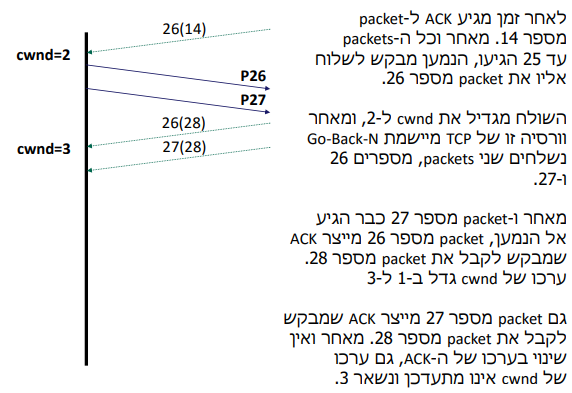 26(14)
cwnd=2
P26
P27
26(28)
cwnd=3
27(28)
לאחר זמן מגיע ACK ל-packet
מספר 14. מאחר וכל ה-packets
עד 25 הגיעו, הנמען מבקש לשלוח
אליו את packet מספר 26.
השולח מגדיל את cwnd ל-2, ומאחר
וורסיה זו של TCP מיישמת Go-Back-N
נשלחים שני packets, מספרים 26
ו-27.
מאחר ו-packet מספר 27 כבר הגיע
אל הנמען, packet מספר 26 מייצר ACK
שמבקש לקבל את packet מספר 28.
ערכו של cwnd גדל ב-1 ל-3
גם packet מספר 27 מייצר ACK שמבקש
לקבל את packet מספר 28. מאחר ואין
שינוי בערכו של ה-ACK, גם ערכו
של cwnd אינו מתעדכן ונשאר 3.